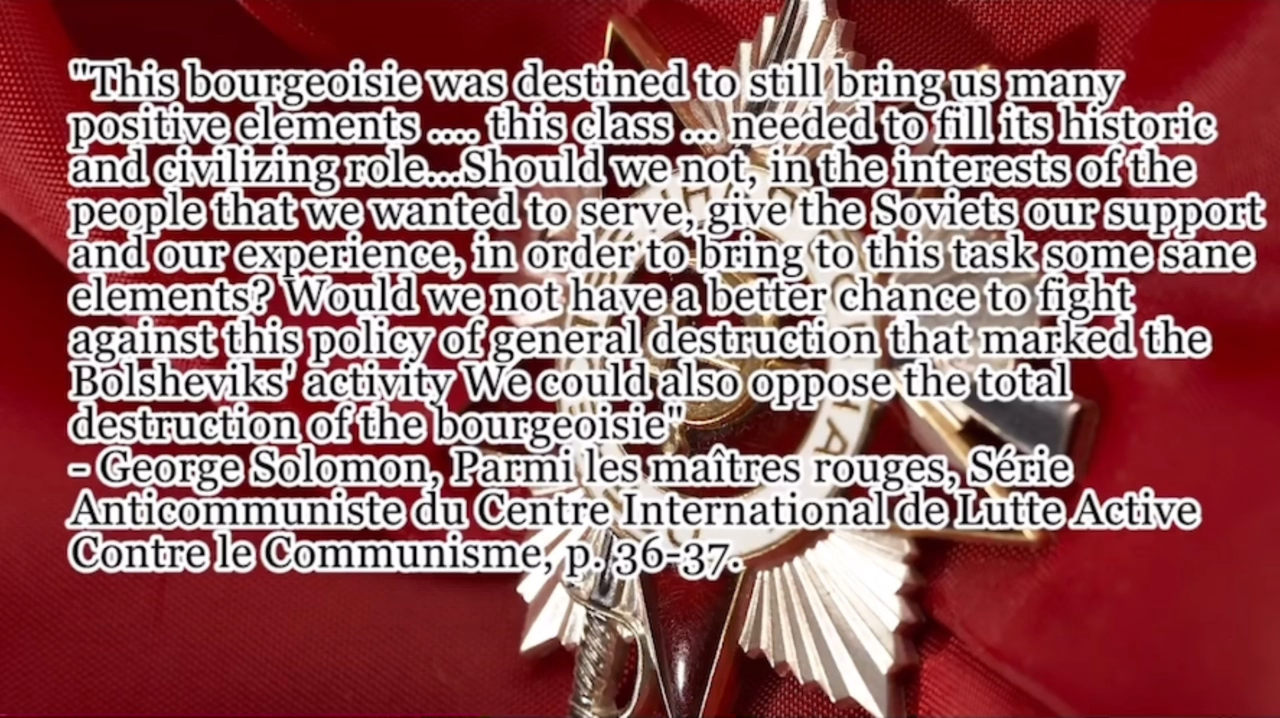 "This bourgeoisie was destined to still bring us many
positive elements .... this class ... needed to fill its historic
and civilizing role...Should we not, in the interests of the
people that we wanted to serve, give the Soviets our support
and our experience, in order to bring to this task some sane
elements? Would we not have a better chance to fight
against this policy of general destruction that marked the
Bolsheviks' activity We could also oppose the total
destruction of the bourgeoisie"
- George Solomon, Parmi les maîtres rouges, Série
Anticommuniste du Centre International de Lutte Active
Contre le Communisme, p. 36-37.